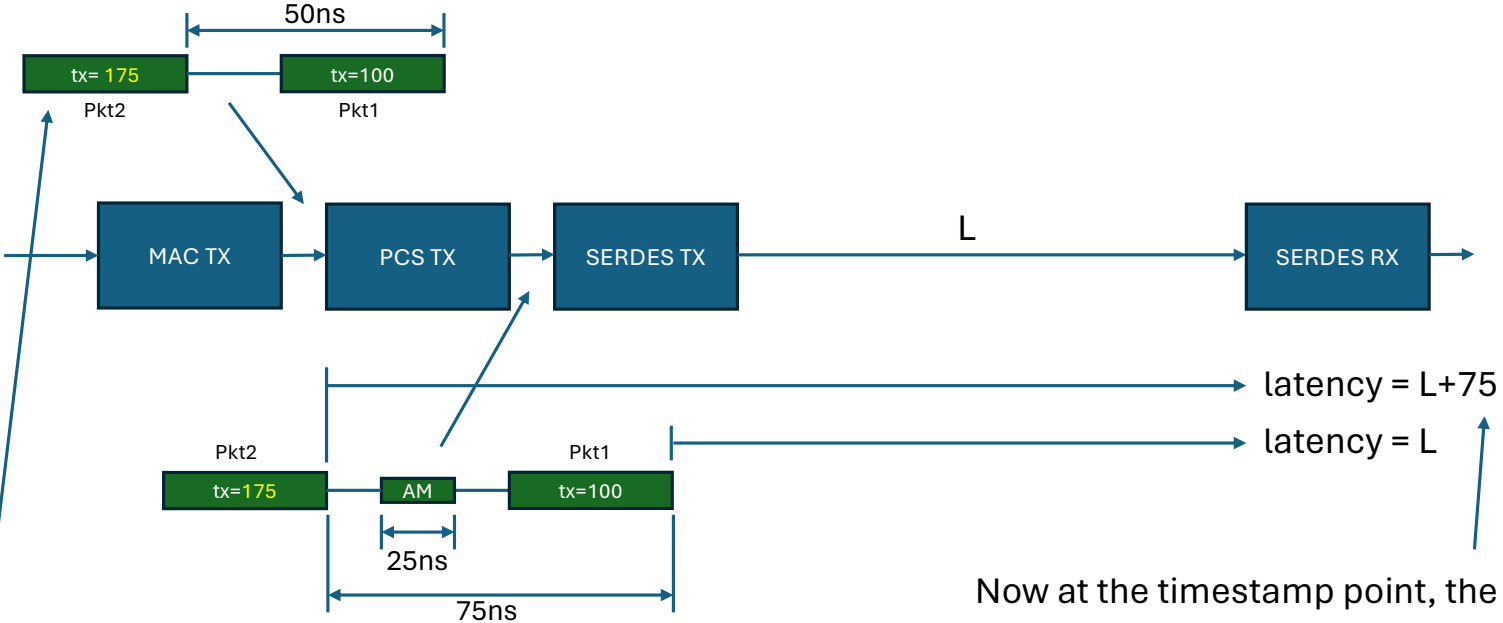 50ns
tx= 175
tx=100
Pkt2
Pkt1
L
MAC TX
PCS TX
SERDES TX
SERDES RX
latency = L+75
latency = L
Pkt2
Pkt1
tx=175
AM
tx=100
25ns
75ns
Now at the timestamp point, the